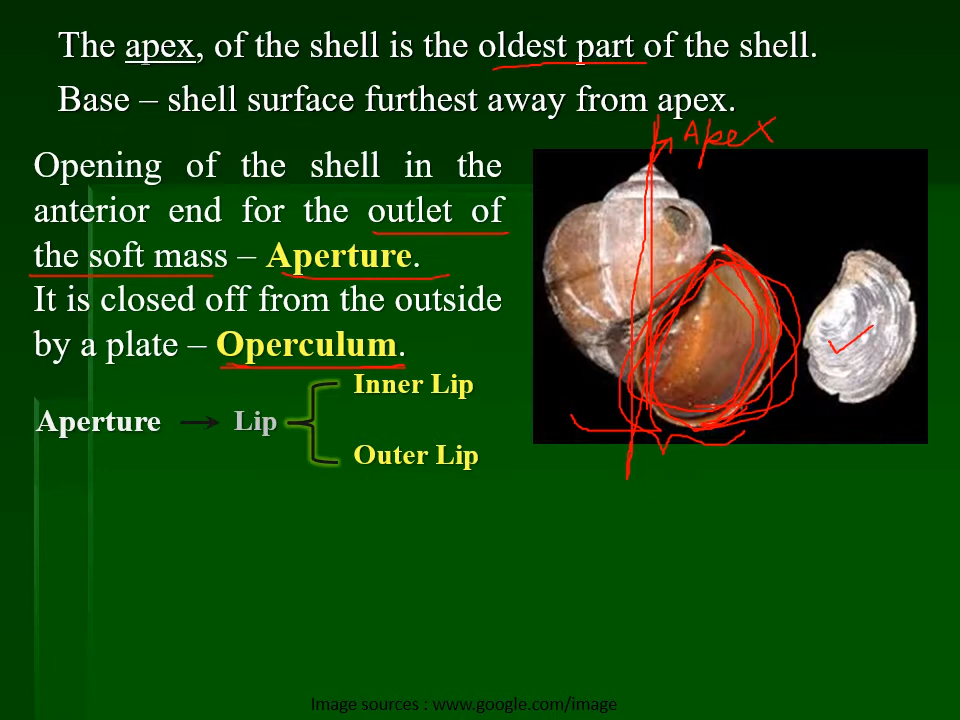 The apex, of the shell is the oldest part of the shell.
Base – shell surface furthest away from apex.
Opening of the shell in the
anterior end for the outlet of
the soft mass – Aperture.
It is closed off from the outside
by a plate – Operculum.
Apex
Inner Lip
Aperture → Lip
Outer Lip
Image sources : www.google.com/image